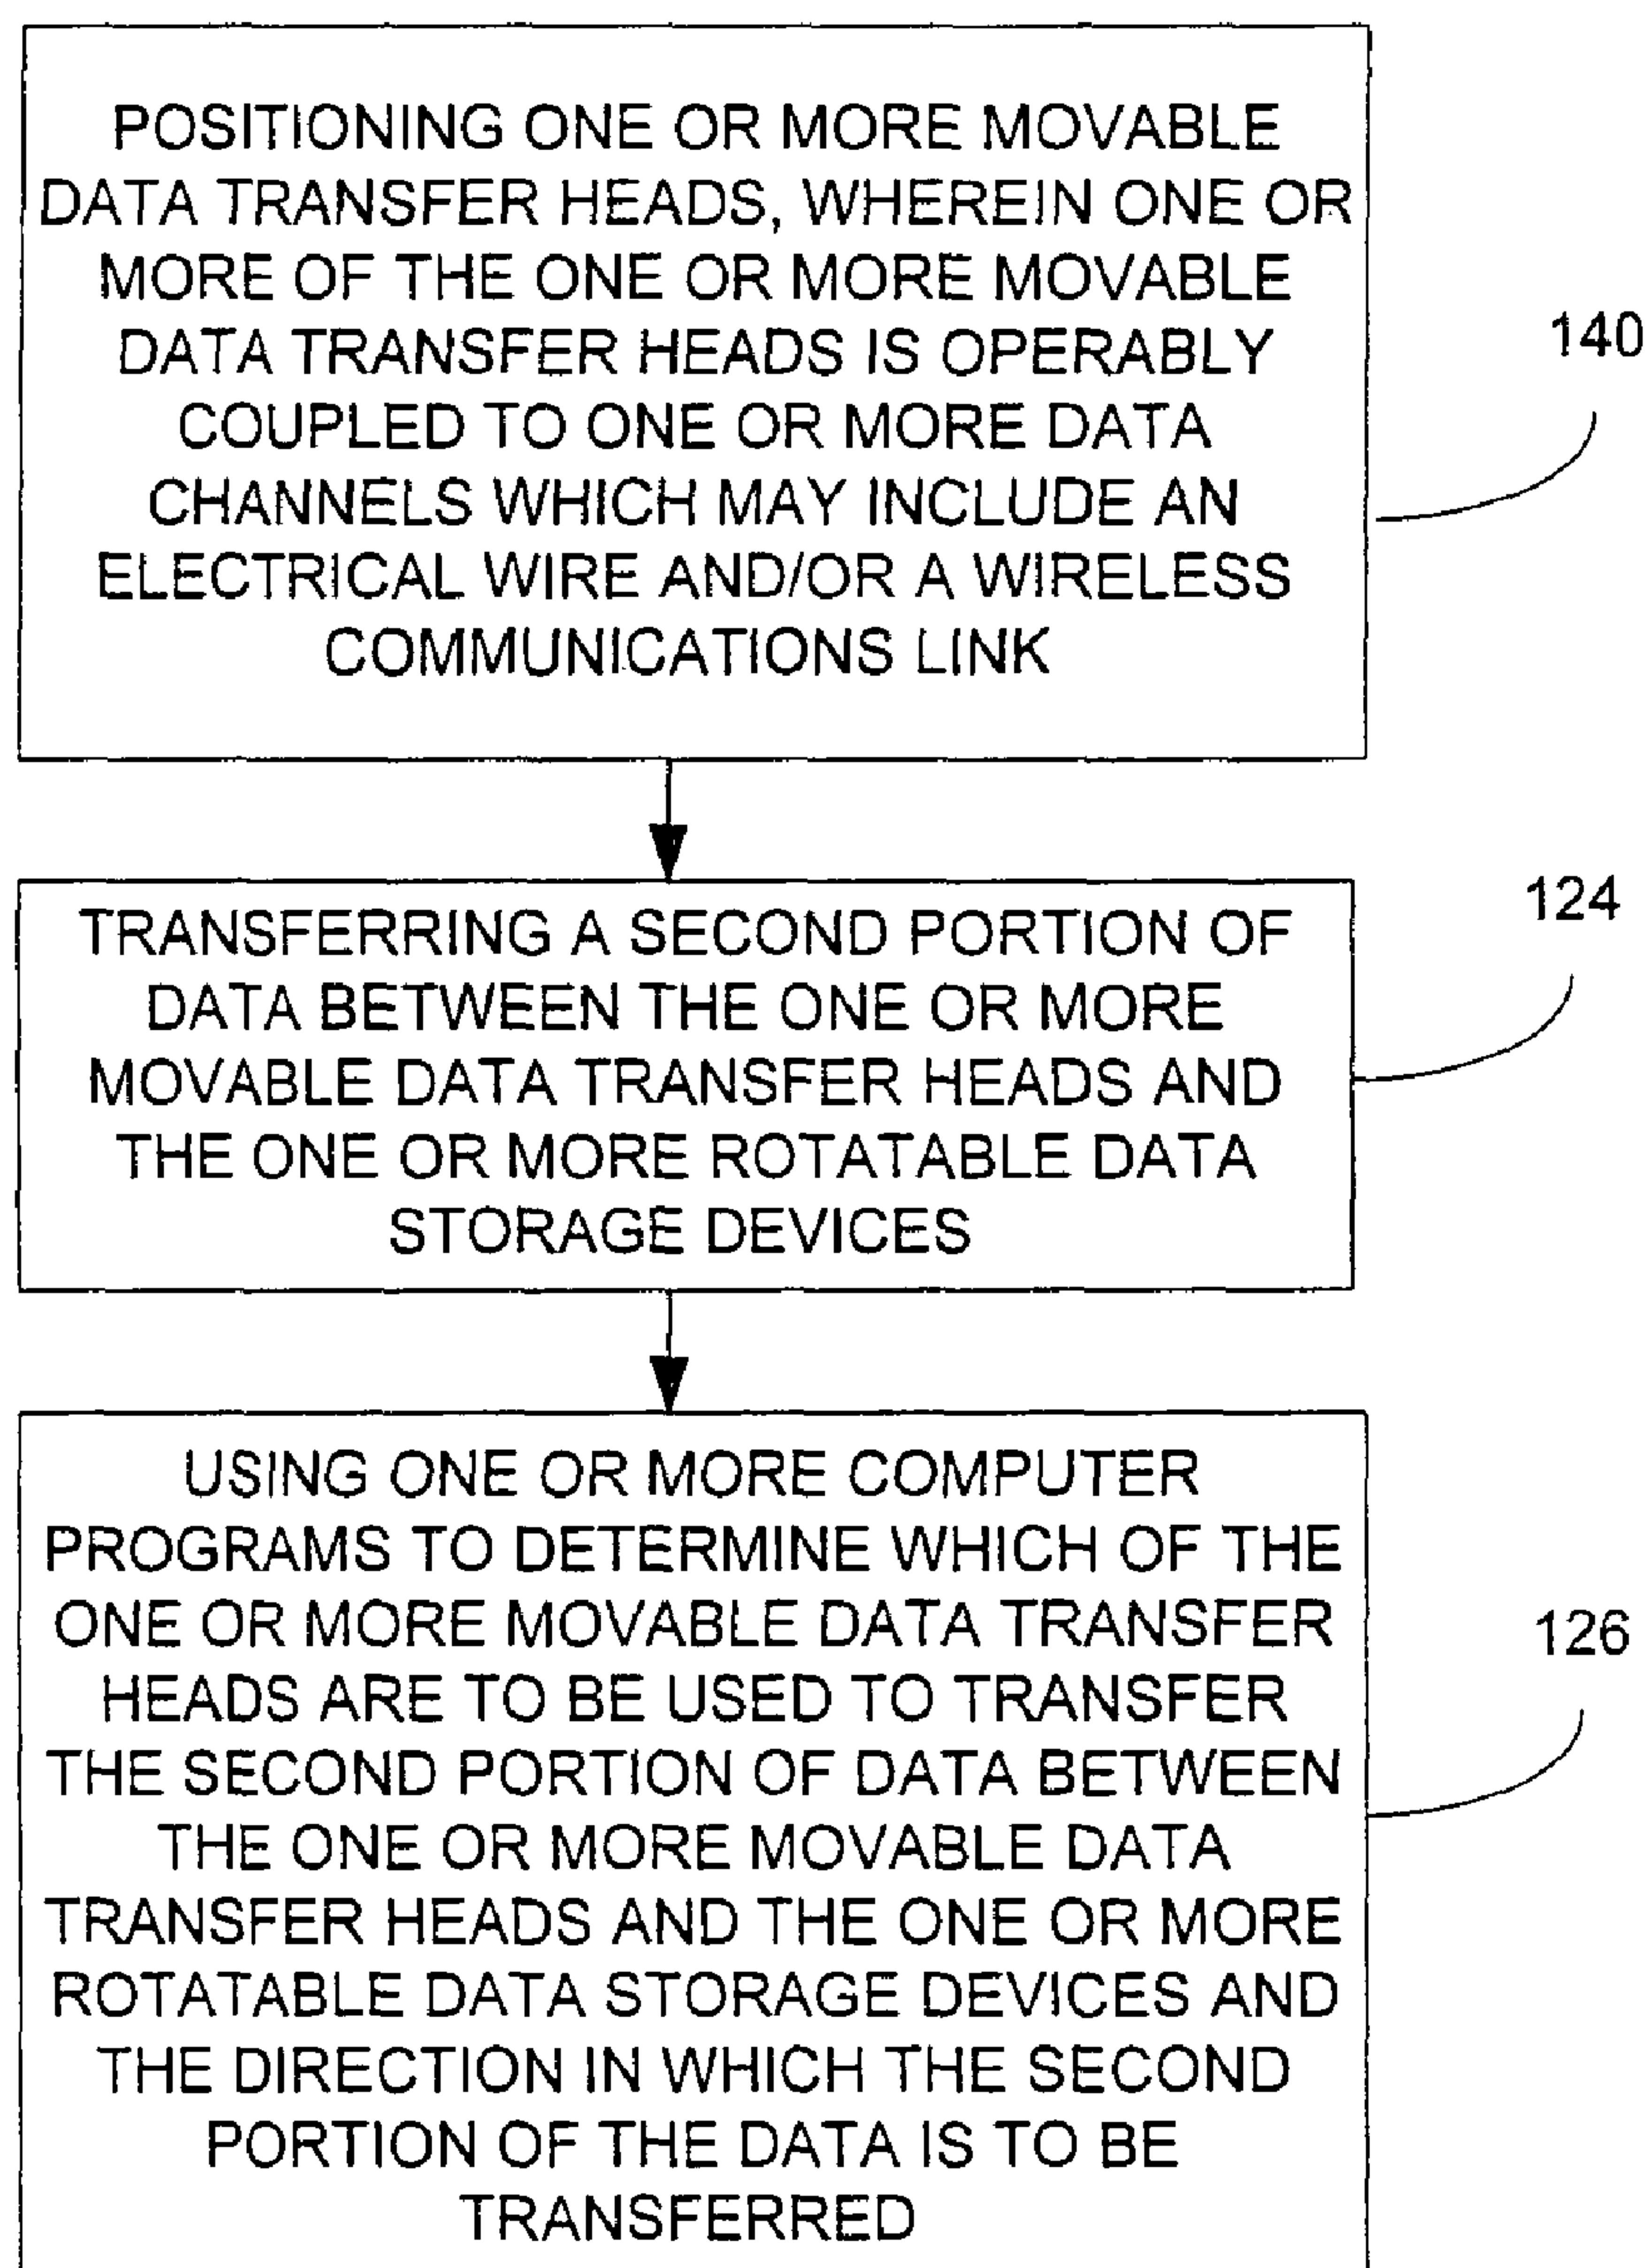 POSITIONING ONE OR MORE MOVABLE
DATA TRANSFER HEADS, WHEREIN ONE OR
MORE OF THE ONE OR MORE MOVABLE
DATA TRANSFER HEADS IS OPERABLY
COUPLED TO ONE OR MORE DATA
CHANNELS WHICH MAY INCLUDE AN
ELECTRICAL WIRE AND/OR A WIRELESS
COMMUNICATIONS LINK
140
TRANSFERRING A SECOND PORTION OF
DATA BETWEEN THE ONE OR MORE
MOVABLE DATA TRANSFER HEADS AND
THE ONE OR MORE ROTATABLE DATA
STORAGE DEVICES
124
USING ONE OR MORE COMPUTER
PROGRAMS TO DETERMINE WHICH OF THE
ONE OR MORE MOVABLE DATA TRANSFER
HEADS ARE TO BE USED TO TRANSFER
THE SECOND PORTION OF DATA BETWEEN
THE ONE OR MORE MOVABLE DATA
TRANSFER HEADS AND THE ONE OR MORE
ROTATABLE DATA STORAGE DEVICES AND
THE DIRECTION IN WHICH THE SECOND
PORTION OF THE DATA IS TO BE
TRANSFERRED
126